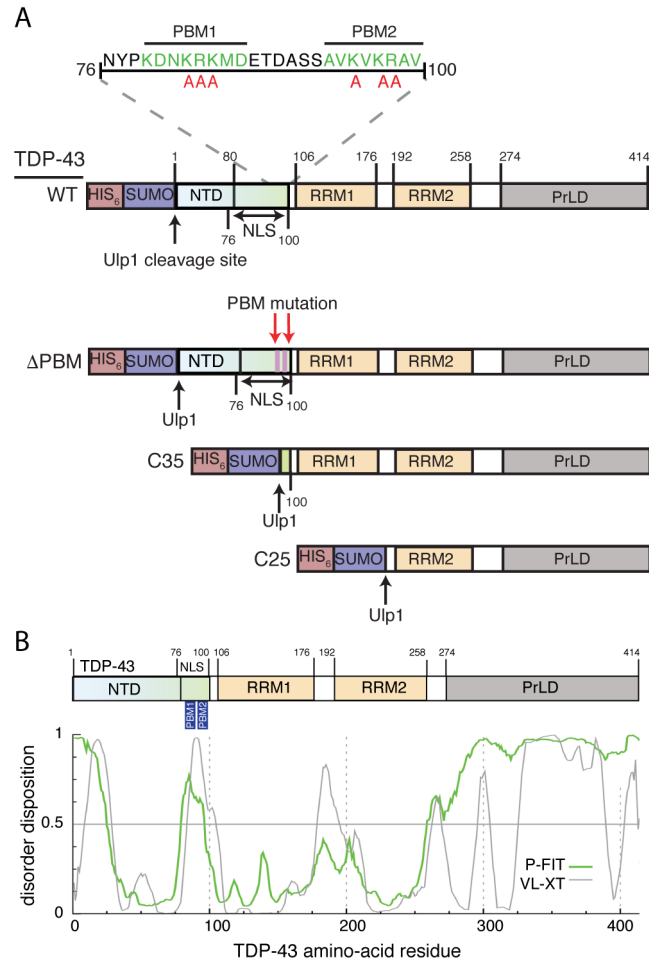 A
PBM1 PBM2
NYPKDNKRKMDETDASSAVKVKRAV
76 AAA A AA 100
TDP-43 1 80 106 176 192 258 274 414
WT HIS6 SUMO NTD RRM1 RRM2 PrLD
76 NLS 100
Ulp1 cleavage site
PBM mutation
ΔPBM HIS6 SUMO NTD RRM1 RRM2 PrLD
76 NLS 100
Ulp1
C35 HIS6 SUMO RRM1 RRM2 PrLD
100
Ulp1
C25 HIS6 SUMO RRM2 PrLD
Ulp1
B
1 TDP-43 76 NLS 100 106 176 192 258 274 414
NTD RRM1 RRM2 PrLD
PBM1 PBM2
disorder disposition
1
0.5
0
P-FIT
VL-XT
0 50 100 150 200 250 300 350 400
TDP-43 amino-acid residue